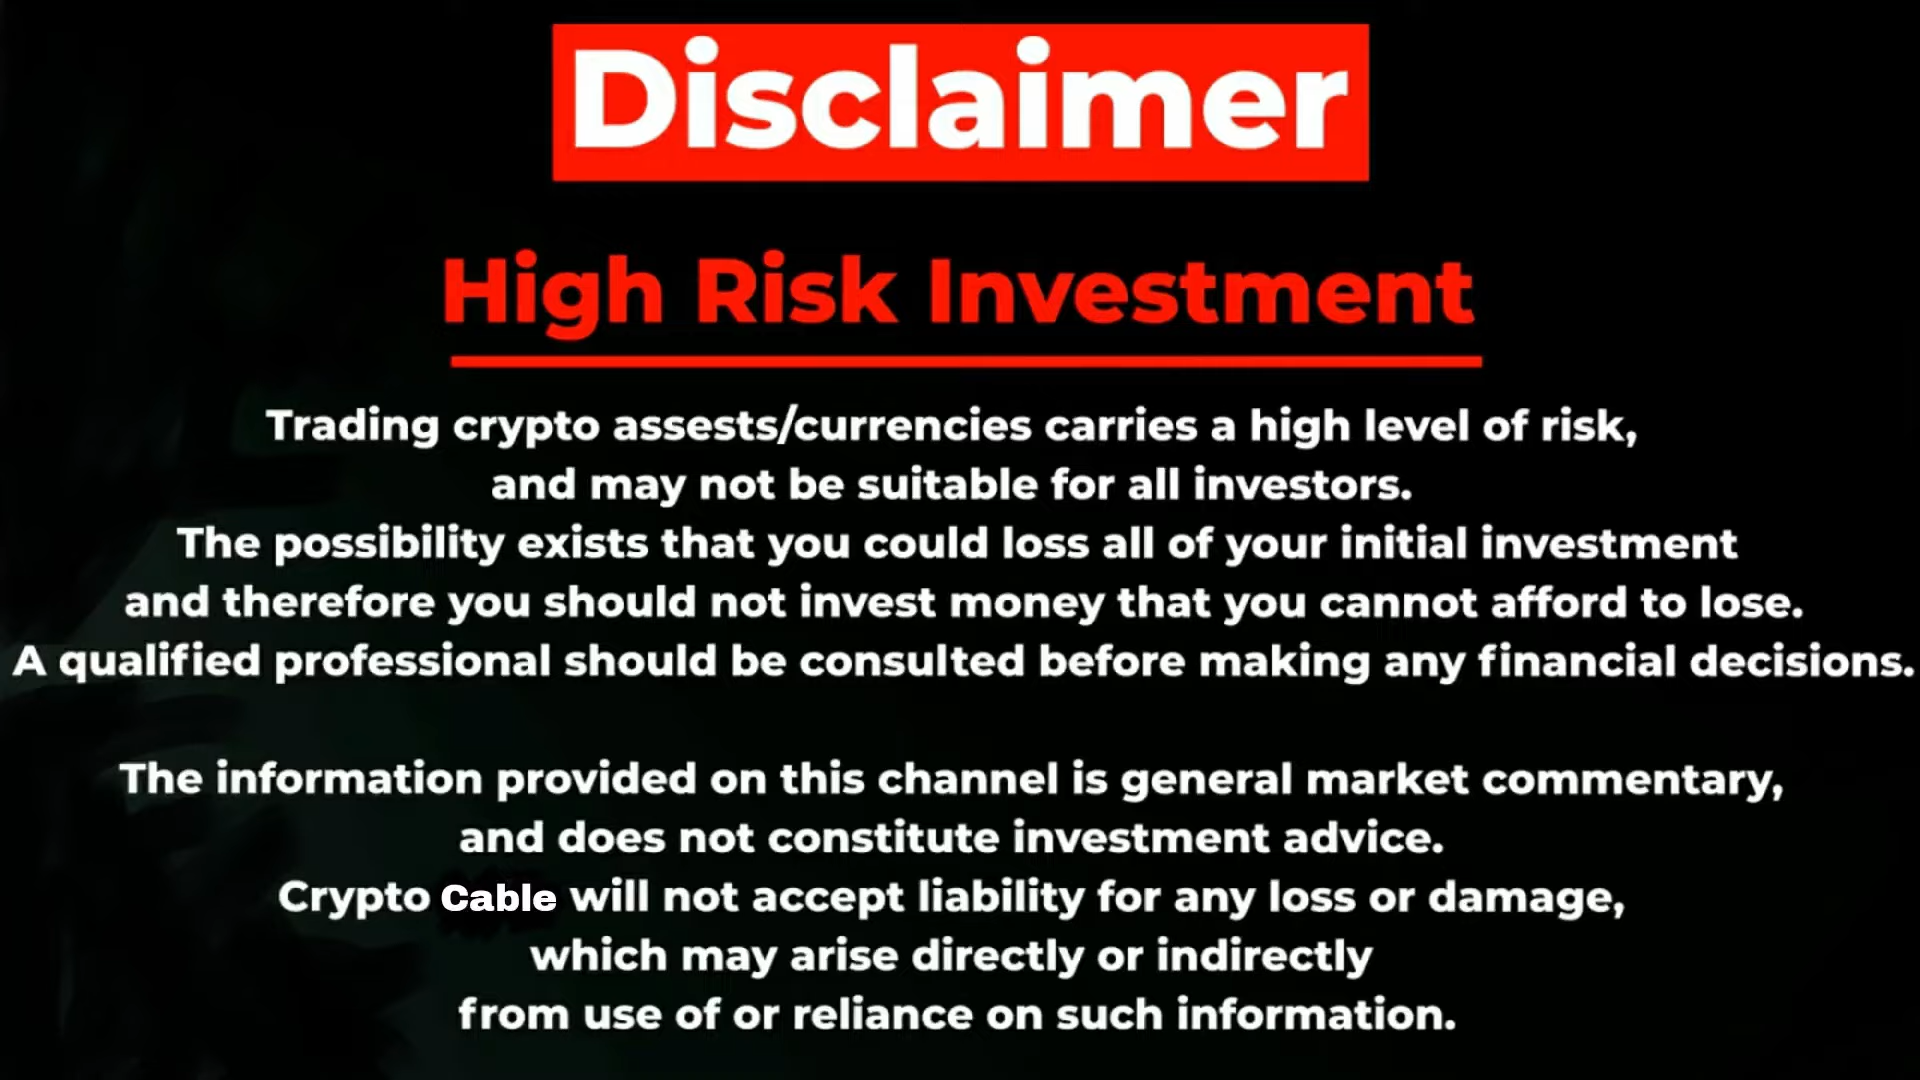 Disclaimer
High Risk Investment
Trading crypto assests/currencies carries a high level of risk,
and may not be suitable for all investors.
The possibility exists that you could loss all of your initial investment
and therefore you should not invest money that you cannot afford to lose.
A qualified professional should be consulted before making any financial decisions.
The information provided on this channel is general market commentary,
and does not constitute investment advice.
Crypto Cable will not accept liability for any loss or damage,
which may arise directly or indirectly
from use of or reliance on such information.